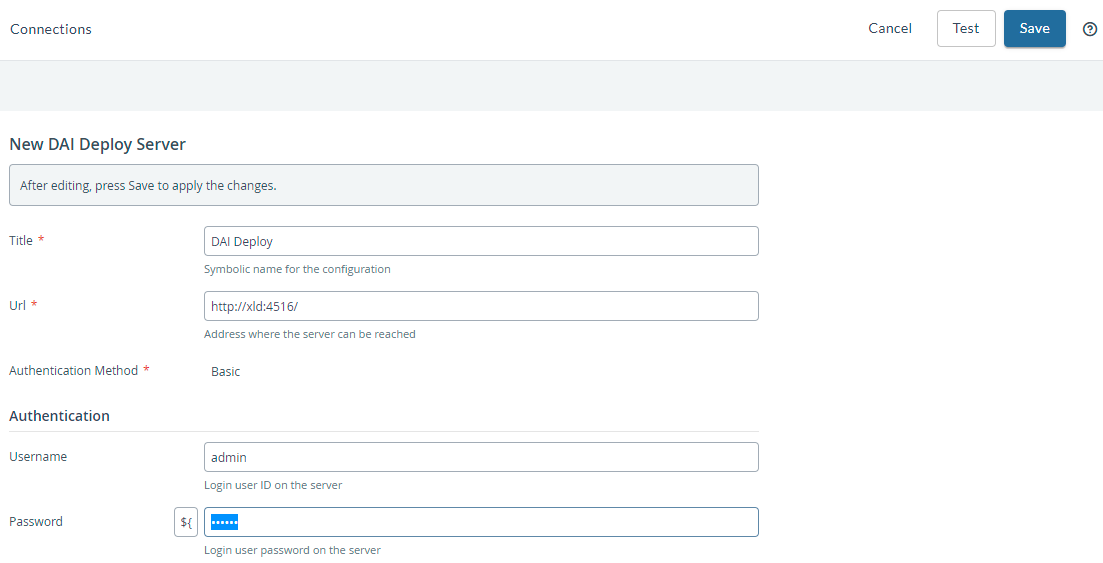 Connections Cancel Test Save ?
New DAI Deploy Server
After editing, press Save to apply the changes.
Title * DAI Deploy
Symbolic name for the configuration
Url * http://xld:4516/
Address where the server can be reached
Authentication Method * Basic
Authentication
Username admin
Login user ID on the server
Password ${ ••••••
Login user password on the server